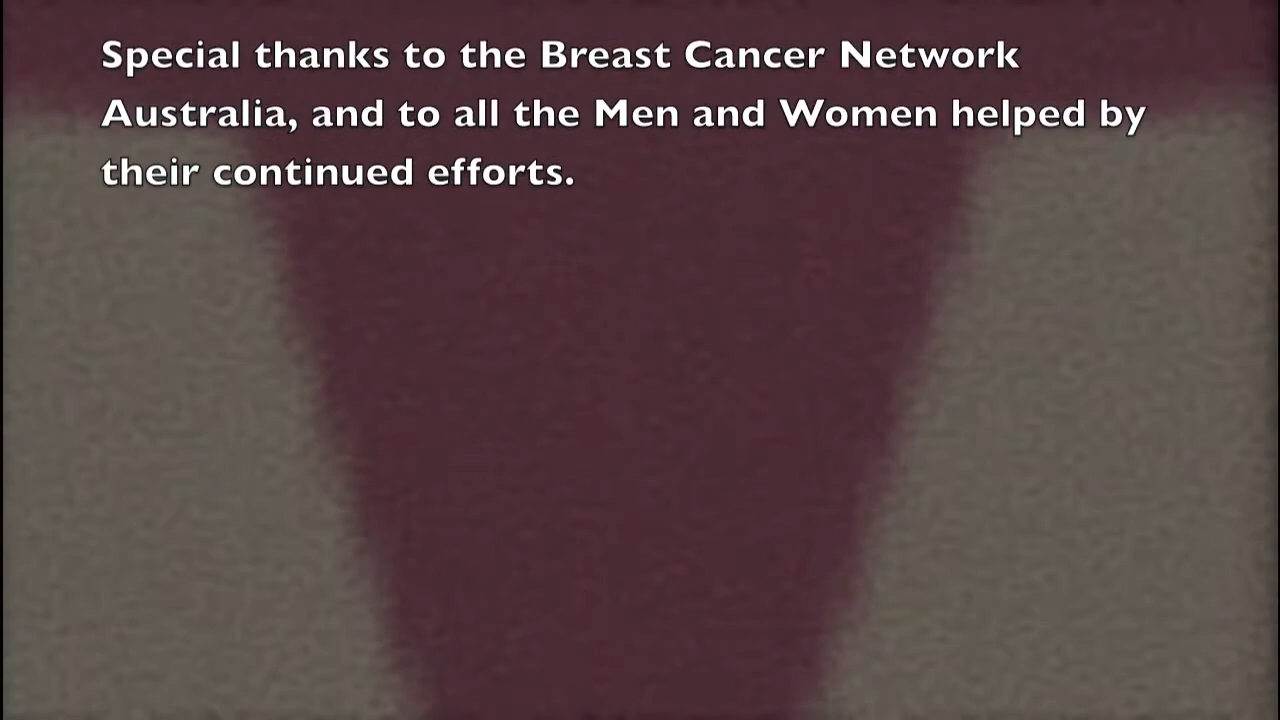 Special thanks to the Breast Cancer Network
Australia, and to all the Men and Women helped by
their continued efforts.